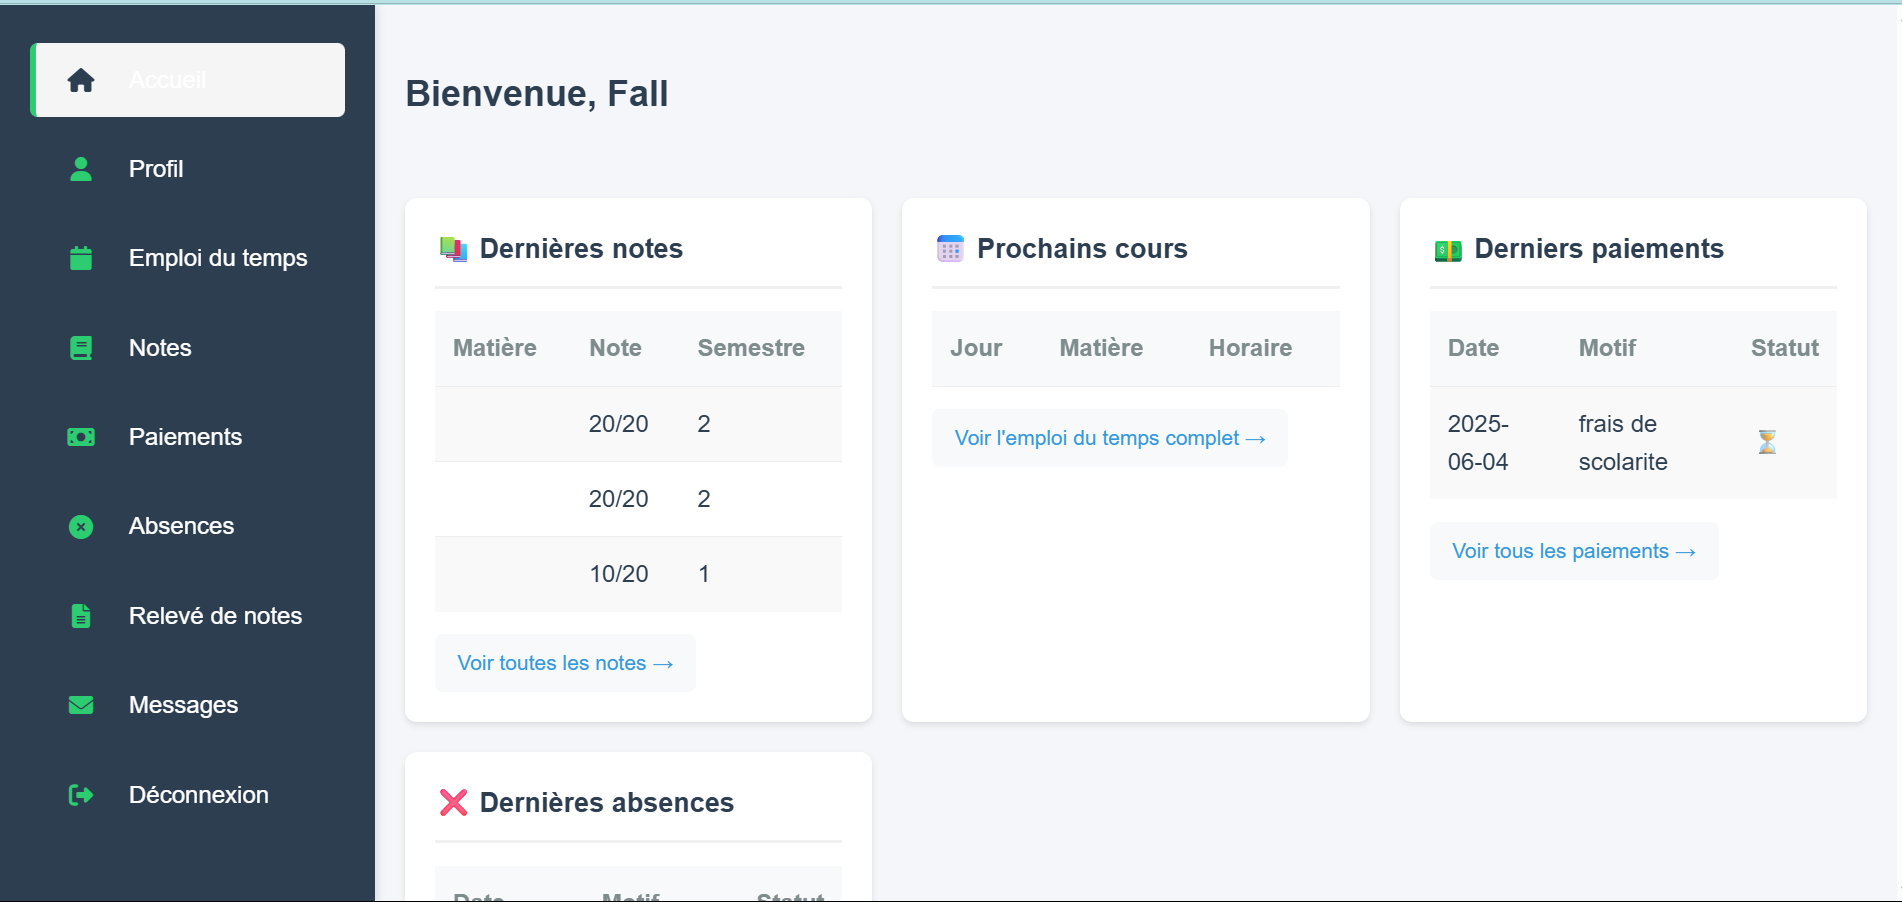 Accueil
Profil
Emploi du temps
Notes
Paiements
Absences
Relevé de notes
Messages
Déconnexion
Bienvenue, Fall
Dernières notes
Matière Note Semestre
20/20 2
20/20 2
10/20 1
Voir toutes les notes →
Prochains cours
Jour Matière Horaire
Voir l'emploi du temps complet →
Derniers paiements
Date Motif Statut
2025- frais de
06-04 scolarite
Voir tous les paiements →
Dernières absences
Date Motif Statut